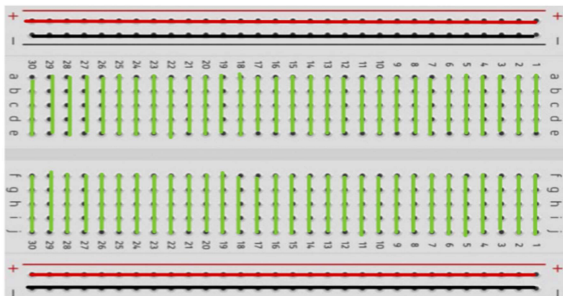 + +
− −
30 29 28 27 26 25 24 23 22 21 20 19 18 17 16 15 14 13 12 11 10 9 8 7 6 5 4 3 2 1
a a
b b
c c
d d
e e
f f
g g
h h
i i
j j
30 29 28 27 26 25 24 23 22 21 20 19 18 17 16 15 14 13 12 11 10 9 8 7 6 5 4 3 2 1
+ +
− −